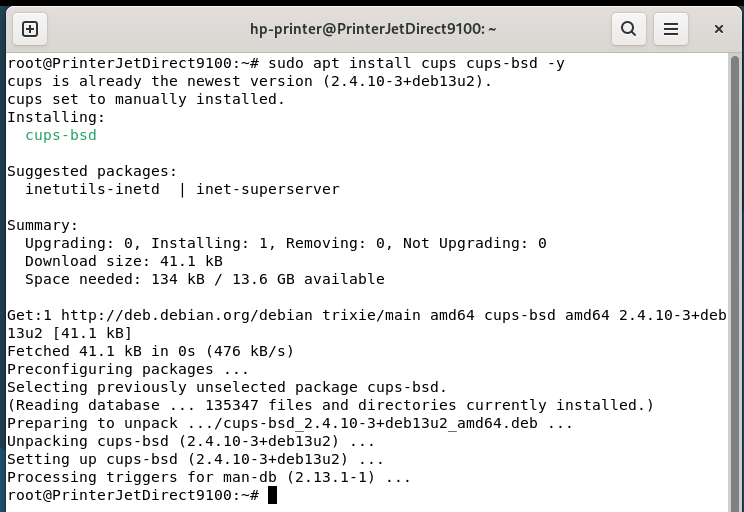 hp-printer@PrinterJetDirect9100: ~
root@PrinterJetDirect9100:~# sudo apt install cups cups-bsd -y
cups is already the newest version (2.4.10-3+deb13u2).
cups set to manually installed.
Installing:
  cups-bsd

Suggested packages:
  inetutils-inetd  | inet-superserver

Summary:
  Upgrading: 0, Installing: 1, Removing: 0, Not Upgrading: 0
  Download size: 41.1 kB
  Space needed: 134 kB / 13.6 GB available

Get:1 http://deb.debian.org/debian trixie/main amd64 cups-bsd amd64 2.4.10-3+deb
13u2 [41.1 kB]
Fetched 41.1 kB in 0s (476 kB/s)
Preconfiguring packages ...
Selecting previously unselected package cups-bsd.
(Reading database ... 135347 files and directories currently installed.)
Preparing to unpack .../cups-bsd_2.4.10-3+deb13u2_amd64.deb ...
Unpacking cups-bsd (2.4.10-3+deb13u2) ...
Setting up cups-bsd (2.4.10-3+deb13u2) ...
Processing triggers for man-db (2.13.1-1) ...
root@PrinterJetDirect9100:~#